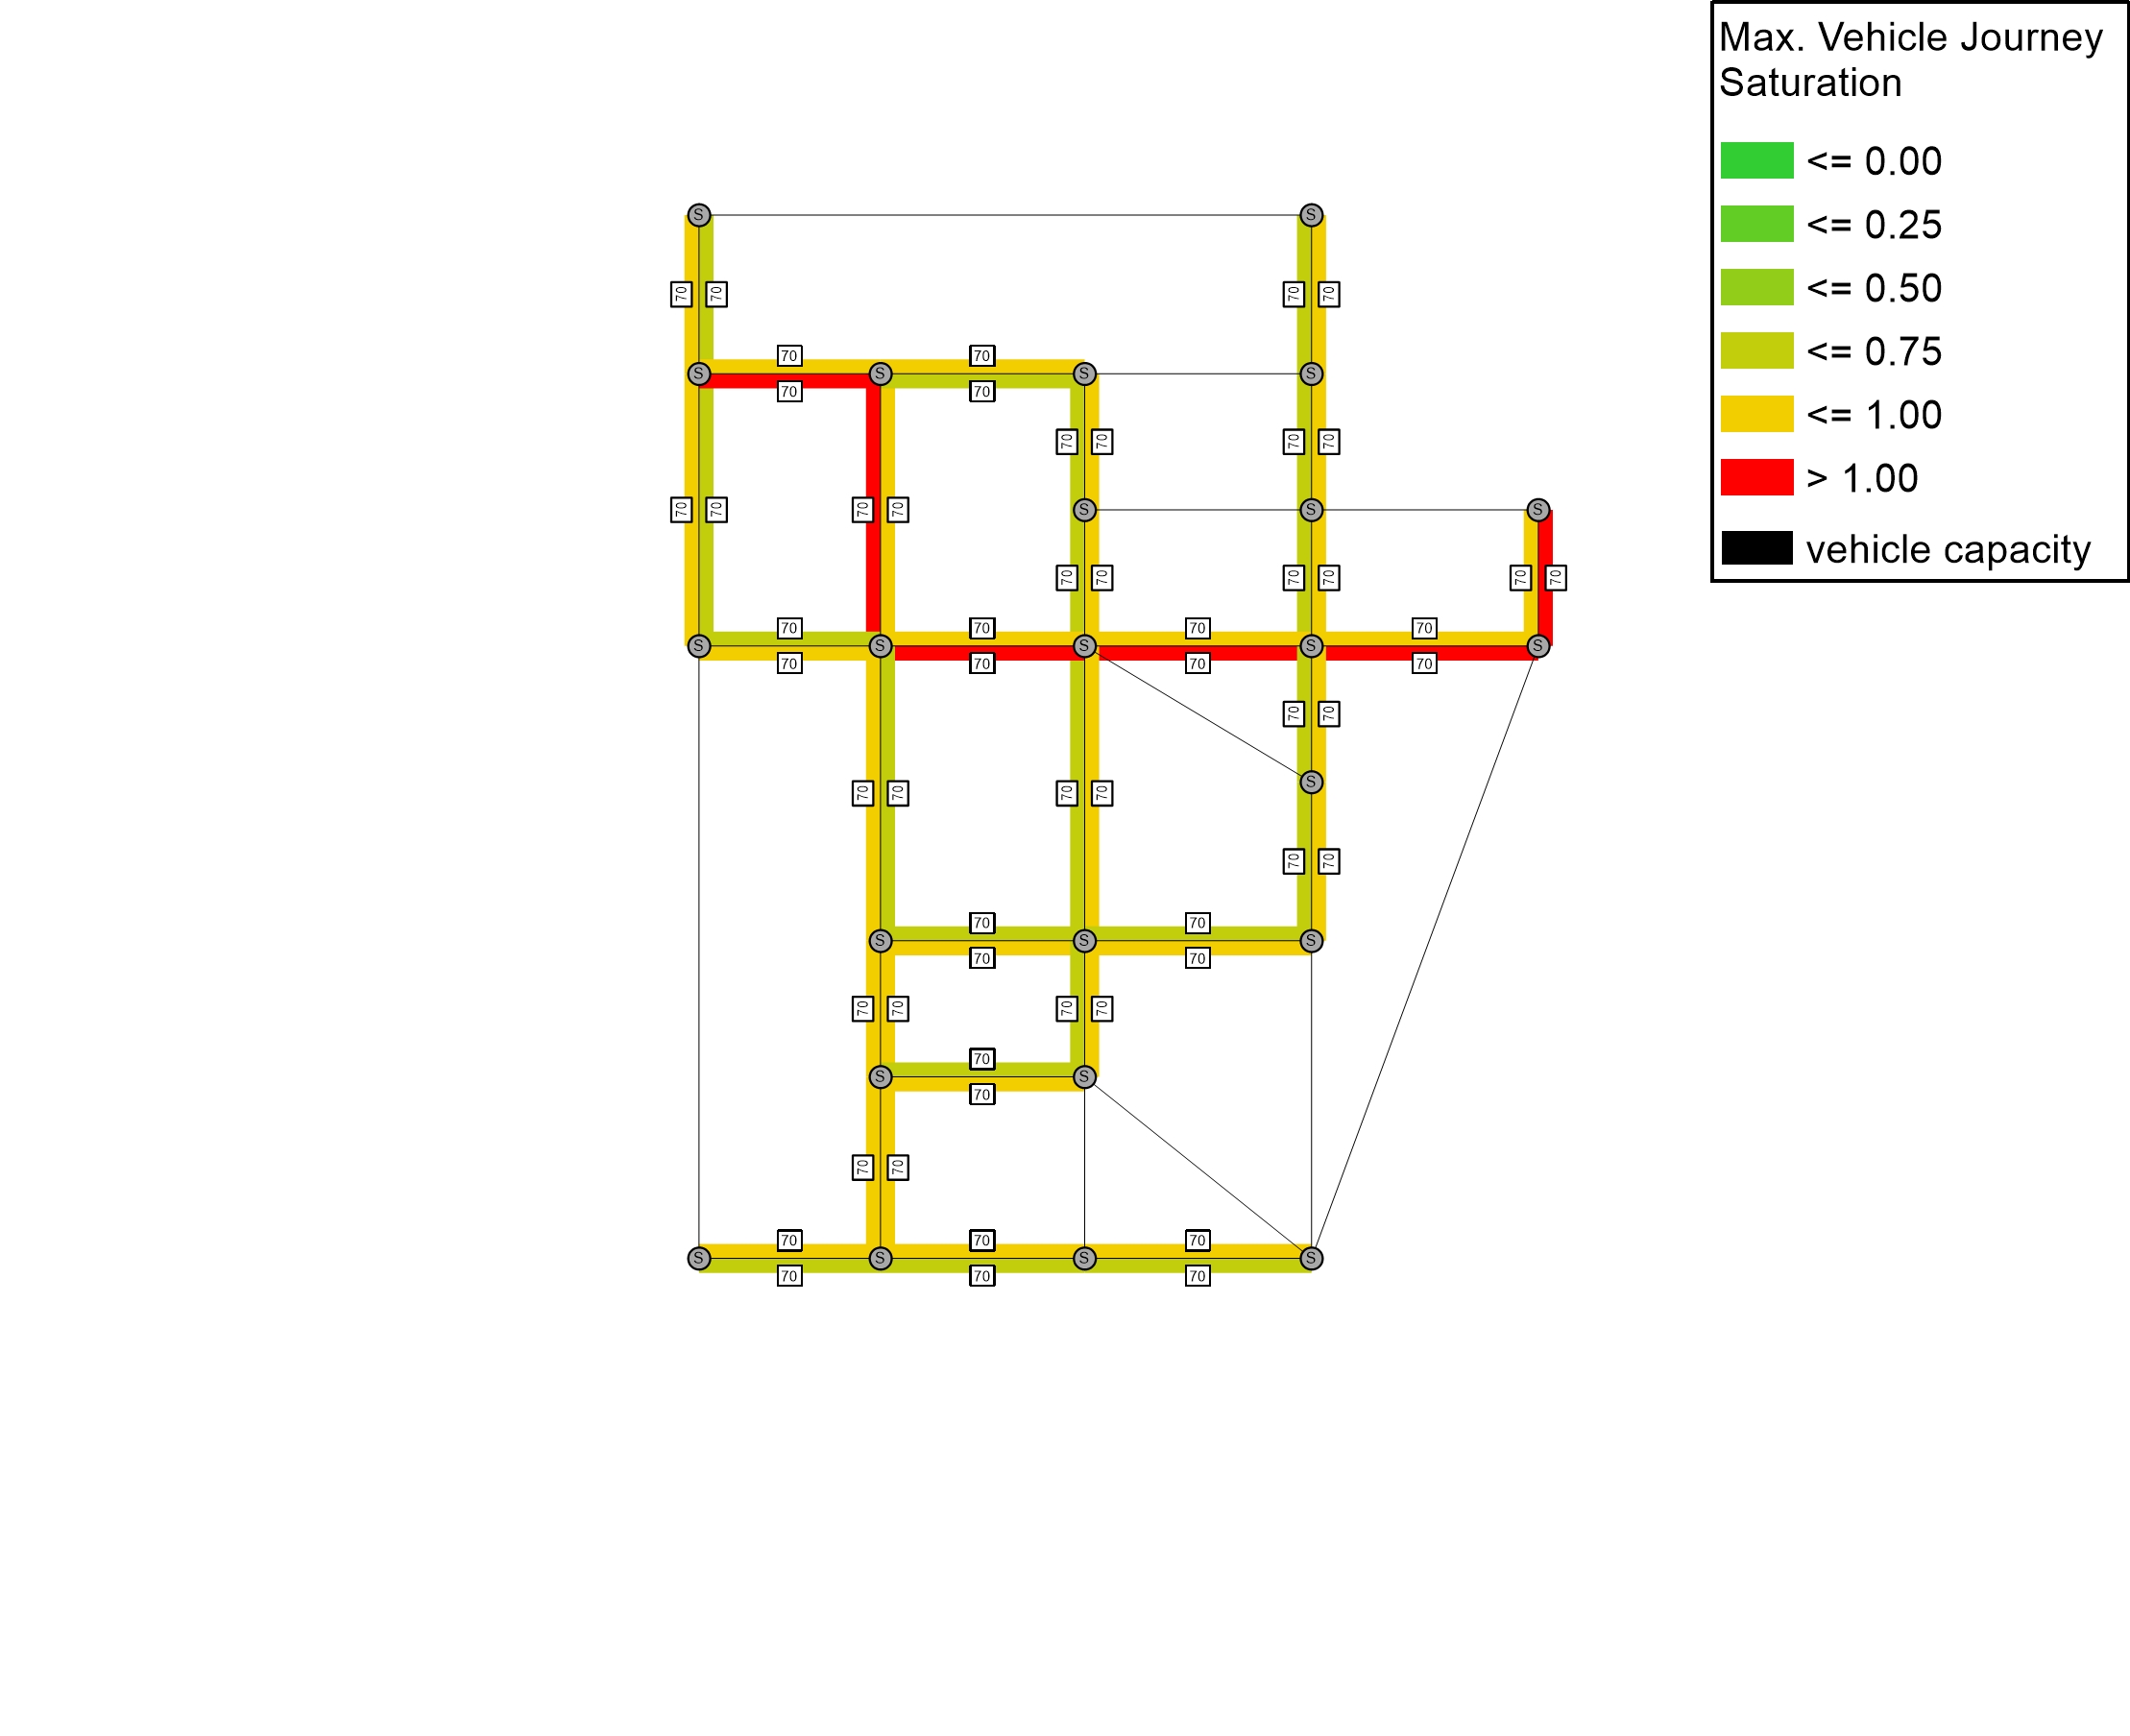 Max. Vehicle Journey
Saturation
<= 0.00
<= 0.25
<= 0.50
<= 0.75
<= 1.00
> 1.00
vehicle capacity
S S
70 70 70 70
70 70
S S S S
70 70
70 70 70 70
70 70 70 70 S S S
70 70 70 70 70 70
70 70 70 70
S S S S S
70 70 70 70
70 70
S
70 70 70 70
70 70
70 70
S S S
70 70
70 70 70 70
70
S S
70
70 70
70 70 70
S S S S
70 70 70